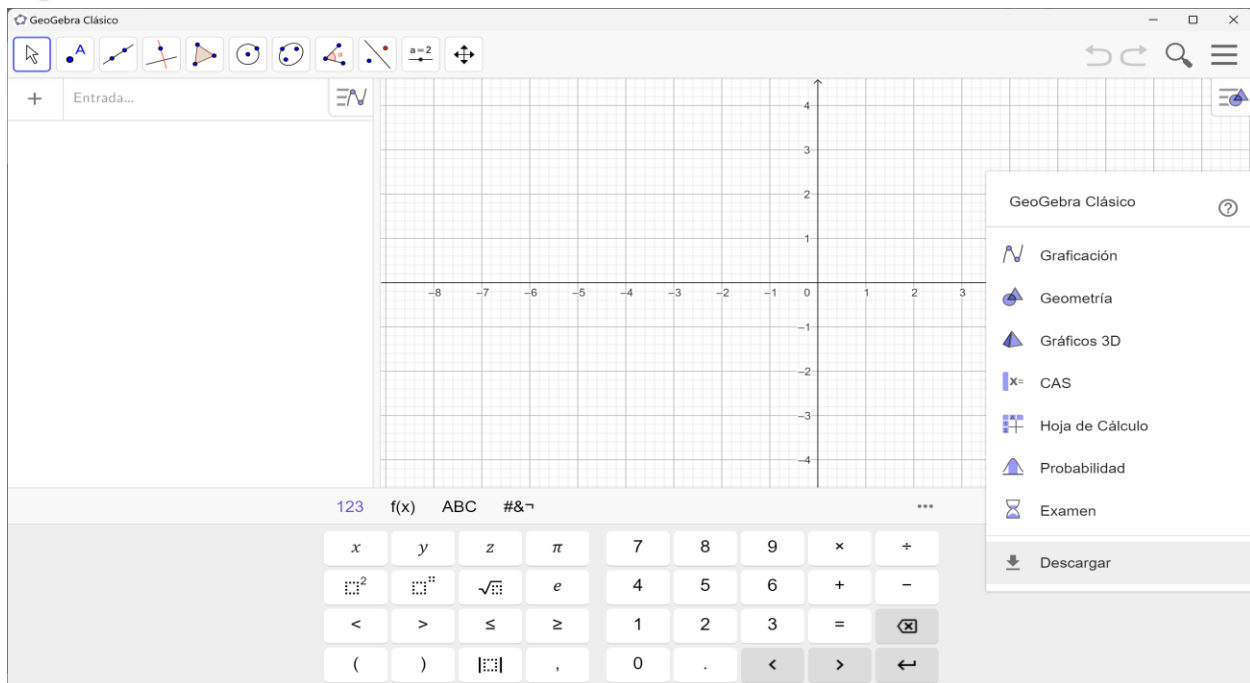 GeoGebra Clásico
A
a=2
+ Entrada...
4
3
2
1
−8 −7 −6 −5 −4 −3 −2 −1 0 1 2 3
−1
−2
−3
−4
GeoGebra Clásico
Graficación
Geometría
Gráficos 3D
x= CAS
Hoja de Cálculo
Probabilidad
Examen
Descargar
123 f(x) ABC #&¬ ...
x y z π 7 8 9 × ÷
2 √ e 4 5 6 + −
< > ≤ ≥ 1 2 3 =
( ) | | , 0 . < >